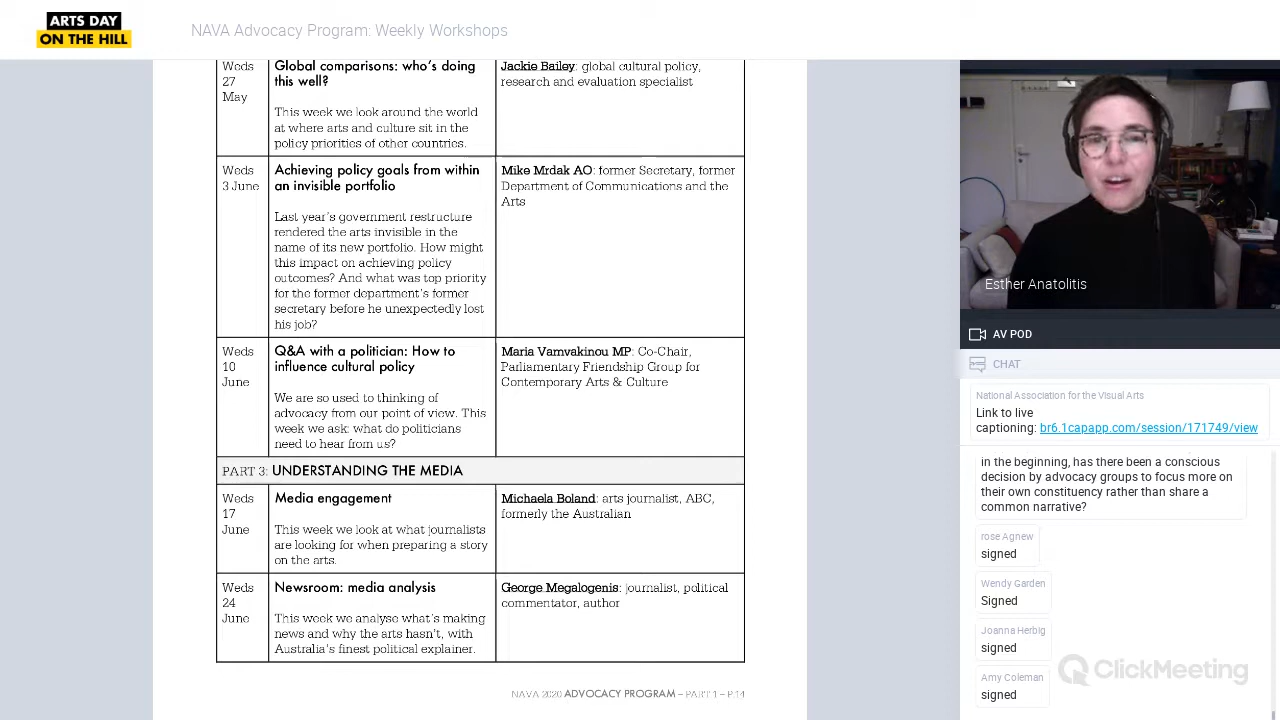 ARTS DAY
ON THE HILL
NAVA Advocacy Program: Weekly Workshops
Weds
27
May
Global comparisons: who's doing
this well?
This week we look around the world
at where arts and culture sit in the
policy priorities of other countries.
Jackie Bailey: global cultural policy,
research and evaluation specialist
Weds
3 June
Achieving policy goals from within
an invisible portfolio
Last year's government restructure
rendered the arts invisible in the
name of its new portfolio. How might
this impact on achieving policy
outcomes? And what was top priority
for the former department's former
secretary before he unexpectedly lost
his job?
Mike Mrdak AO: former Secretary, former
Department of Communications and the
Arts
Weds
10
June
Q&A with a politician: How to
influence cultural policy
We are so used to thinking of
advocacy from our point of view. This
week we ask: what do politicians
need to hear from us?
Maria Vamvakinou MP: Co-Chair,
Parliamentary Friendship Group for
Contemporary Arts & Culture
PART 3: UNDERSTANDING THE MEDIA
Weds
17
June
Media engagement
This week we look at what journalists
are looking for when preparing a story
on the arts.
Michaela Boland: arts journalist, ABC,
formerly the Australian
Weds
24
June
Newsroom: media analysis
This week we analyse what's making
news and why the arts hasn't, with
Australia's finest political explainer.
George Megalogenis: journalist, political
commentator, author
NAVA 2020 ADVOCACY PROGRAM – PART 1 – P.14
Esther Anatolitis
AV POD
CHAT
National Association for the Visual Arts
Link to live
captioning: br6.1capapp.com/session/171749/view
in the beginning, has there been a conscious
decision by advocacy groups to focus more on
their own constituency rather than share a
common narrative?
rose Agnew
signed
Wendy Garden
Signed
Joanna Herbig
signed
Amy Coleman
signed
ClickMeeting